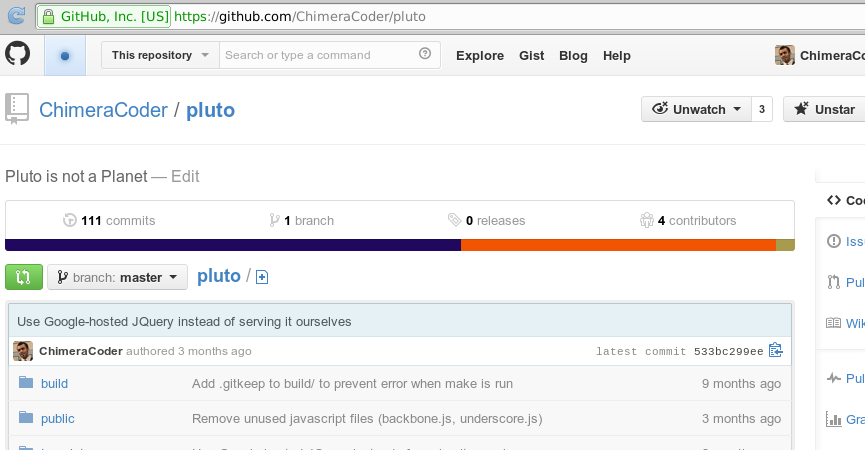 GitHub, Inc. [US] https://github.com/ChimeraCoder/pluto
This repository Search or type a command Explore Gist Blog Help ChimeraCo
ChimeraCoder / pluto
Unwatch 3 Unstar
Pluto is not a Planet — Edit
111 commits 1 branch 0 releases 4 contributors
branch: master pluto /
Use Google-hosted JQuery instead of serving it ourselves
ChimeraCoder authored 3 months ago latest commit 533bc299ee
build Add .gitkeep to build/ to prevent error when make is run 9 months ago
public Remove unused javascript files (backbone.js, underscore.js) 3 months ago
Co
Iss
Pul
Wik
Pul
Gra